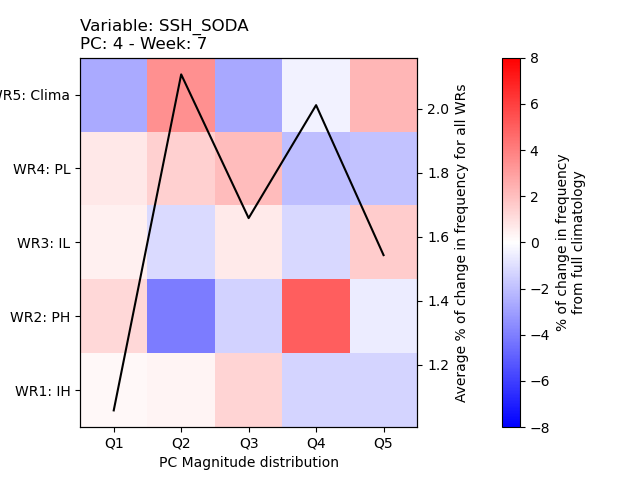 Variable: SSH_SODA
PC: 4 - Week: 7
WR5: Clima
WR4: PL
WR3: IL
WR2: PH
WR1: IH
Q1 Q2 Q3 Q4 Q5
PC Magnitude distribution
2.0
1.8
1.6
1.4
1.2
Average % of change in frequency for all WRs
8
6
4
2
0
−2
−4
−6
−8
% of change in frequency
from full climatology